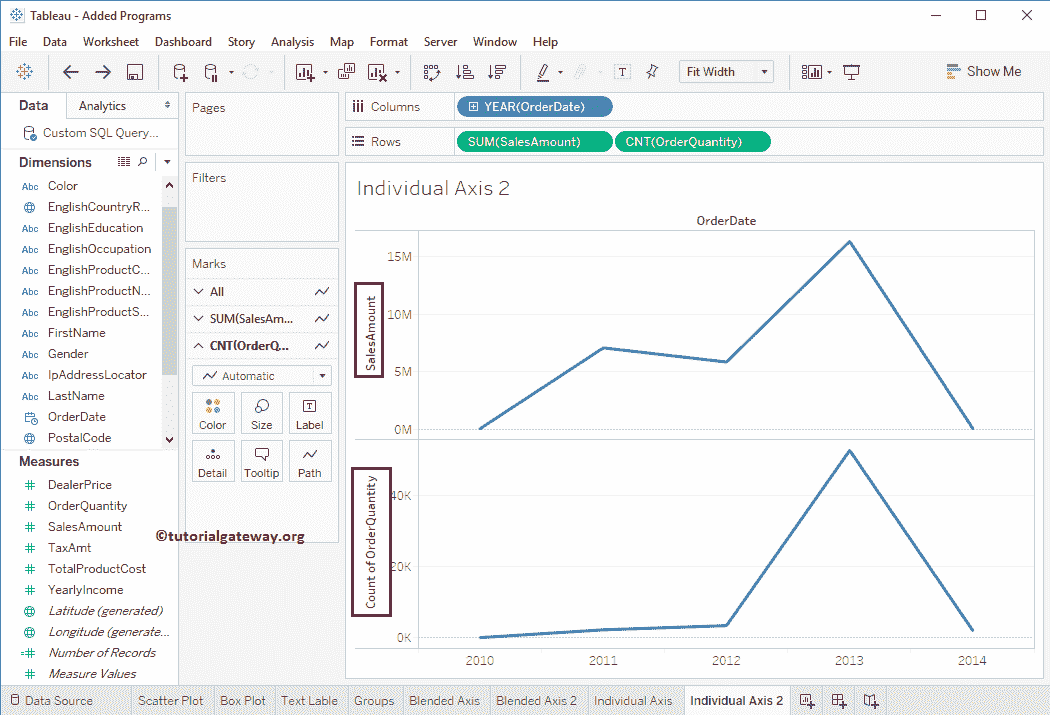 Tableau - Added Programs
File Data Worksheet Dashboard Story Analysis Map Format Server Window Help
Fit Width
Show Me
Data Analytics
Custom SQL Query...
Dimensions
Abc Color
EnglishCountryR...
Abc EnglishEducation
Abc EnglishOccupation
Abc EnglishProductC...
Abc EnglishProductN...
Abc EnglishProductS...
Abc FirstName
Abc Gender
Abc IpAddressLocator
Abc LastName
OrderDate
PostalCode
Measures
# DealerPrice
# OrderQuantity
# SalesAmount
# TaxAmt
# TotalProductCost
# YearlyIncome
Latitude (generated)
Longitude (generate...
=# Number of Records
# Measure Values
Pages
Filters
Marks
All
SUM(SalesAm...
CNT(OrderQ...
Automatic
Color Size Label
Detail Tooltip Path
©tutorialgateway.org
Columns YEAR(OrderDate)
Rows SUM(SalesAmount) CNT(OrderQuantity)
Individual Axis 2
OrderDate
SalesAmount
15M
10M
5M
0M
Count of OrderQuantity
40K
20K
0K
2010 2011 2012 2013 2014
Data Source Scatter Plot Box Plot Text Lable Groups Blended Axis Blended Axis 2 Individual Axis Individual Axis 2